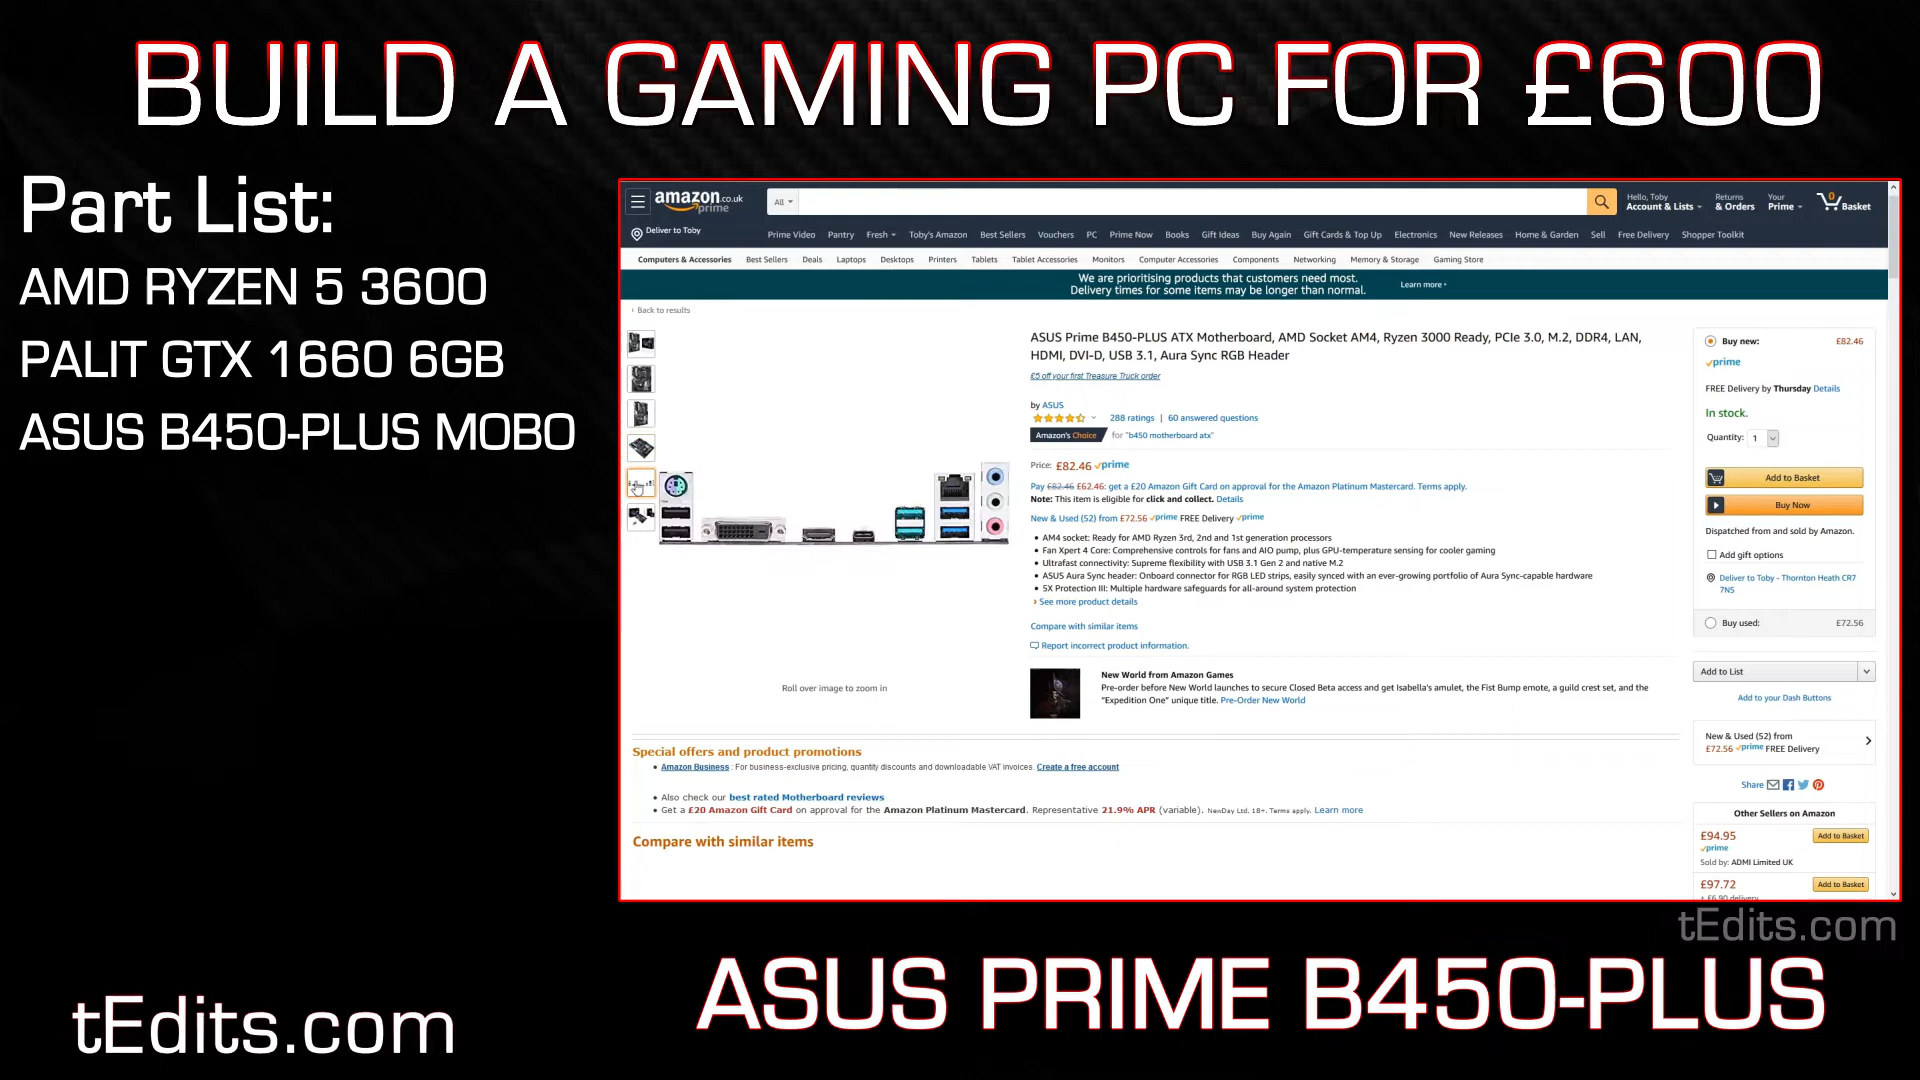 BUILD A GAMING PC FOR £600
Part List:
AMD RYZEN 5 3600
PALIT GTX 1660 6GB
ASUS B450-PLUS MOBO
amazon.co.uk
prime
All
Hello, Toby
Account & Lists
Returns
& Orders
Your
Prime
0
Basket
Deliver to Toby
Prime Video Pantry Fresh Toby's Amazon Best Sellers Vouchers PC Prime Now Books Gift Ideas Buy Again Gift Cards & Top Up Electronics New Releases Home & Garden Sell Free Delivery Shopper Toolkit
Computers & Accessories Best Sellers Deals Laptops Desktops Printers Tablets Tablet Accessories Monitors Computer Accessories Components Networking Memory & Storage Gaming Store
We are prioritising products that customers need most.
Delivery times for some items may be longer than normal.
Learn more
‹ Back to results
ASUS Prime B450-PLUS ATX Motherboard, AMD Socket AM4, Ryzen 3000 Ready, PCIe 3.0, M.2, DDR4, LAN,
HDMI, DVI-D, USB 3.1, Aura Sync RGB Header
£5 off your first Treasure Truck order
by ASUS
288 ratings | 60 answered questions
Amazon's Choice for "b450 motherboard atx"
Price: £82.46 prime
Pay £82.46 £62.46: get a £20 Amazon Gift Card on approval for the Amazon Platinum Mastercard. Terms apply.
Note: This item is eligible for click and collect. Details
New & Used (52) from £72.56 prime FREE Delivery prime
• AM4 socket: Ready for AMD Ryzen 3rd, 2nd and 1st generation processors
• Fan Xpert 4 Core: Comprehensive controls for fans and AIO pump, plus GPU-temperature sensing for cooler gaming
• Ultrafast connectivity: Supreme flexibility with USB 3.1 Gen 2 and native M.2
• ASUS Aura Sync header: Onboard connector for RGB LED strips, easily synced with an ever-growing portfolio of Aura Sync-capable hardware
• 5X Protection III: Multiple hardware safeguards for all-around system protection
› See more product details
Compare with similar items
Report incorrect product information.
Roll over image to zoom in
New World from Amazon Games
Pre-order before New World launches to secure Closed Beta access and get Isabella's amulet, the Fist Bump emote, a guild crest set, and the
"Expedition One" unique title. Pre-Order New World
Buy new: £82.46
prime
FREE Delivery by Thursday Details
In stock.
Quantity: 1
Add to Basket
Buy Now
Dispatched from and sold by Amazon.
Add gift options
Deliver to Toby - Thornton Heath CR7
7NS
Buy used: £72.56
Add to List
Add to your Dash Buttons
New & Used (52) from
£72.56 prime FREE Delivery
Share
Other Sellers on Amazon
£94.95 Add to Basket
prime
Sold by: ADMI Limited UK
£97.72 Add to Basket
+ £6.90 delivery
Special offers and product promotions
• Amazon Business : For business-exclusive pricing, quantity discounts and downloadable VAT invoices. Create a free account
• Also check our best rated Motherboard reviews
• Get a £20 Amazon Gift Card on approval for the Amazon Platinum Mastercard. Representative 21.9% APR (variable). NewDay Ltd, 18+. Terms apply. Learn more
Compare with similar items
tEdits.com
ASUS PRIME B450-PLUS
tEdits.com